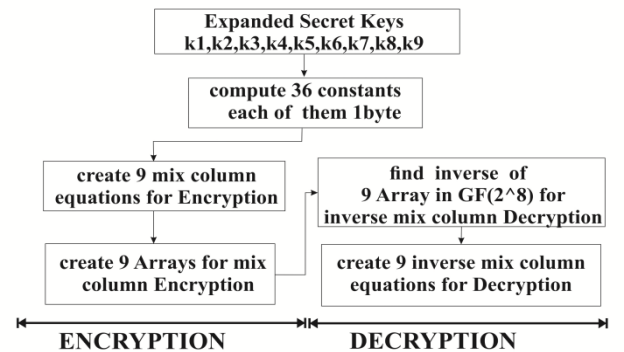 Expanded Secret Keys
k1,k2,k3,k4,k5,k6,k7,k8,k9
compute 36 constants
each of them 1byte
create 9 mix column
equations for Encryption
create 9 Arrays for mix
column Encryption
find inverse of
9 Array in GF(2^8) for
inverse mix column Decryption
create 9 inverse mix column
equations for Decryption
ENCRYPTION
DECRYPTION